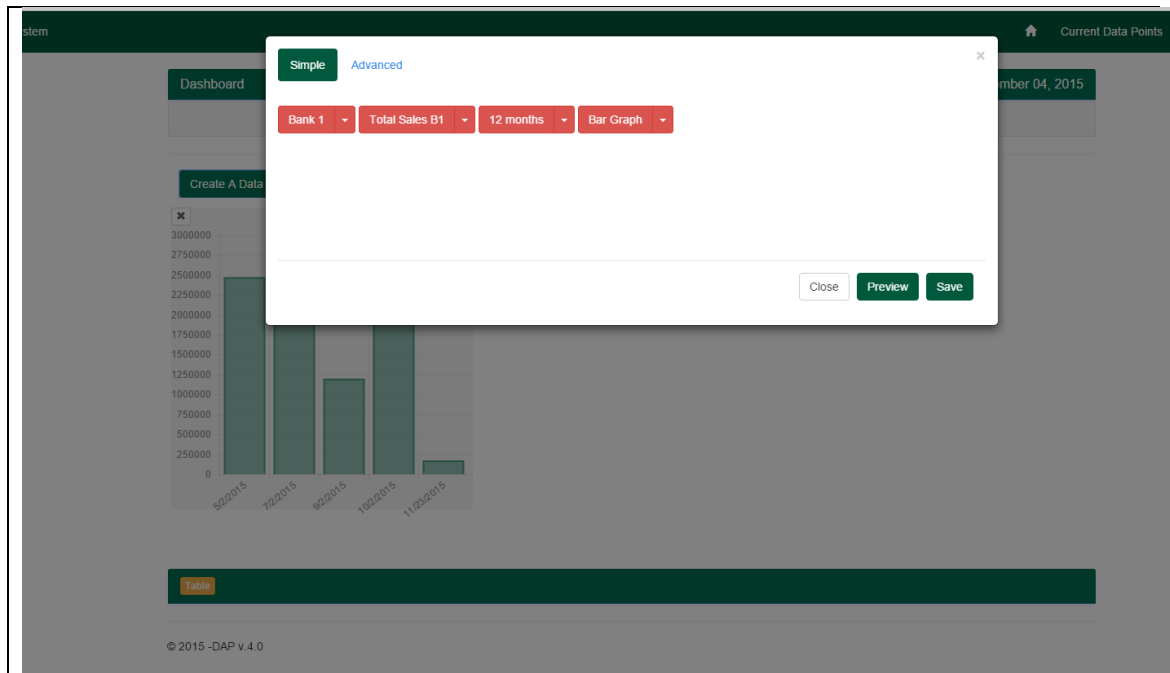 stem
Current Data Points
Simple
Advanced
×
Dashboard
mber 04, 2015
Bank 1
Total Sales B1
12 months
Bar Graph
Create A Data
3000000
2750000
2500000
2250000
2000000
1750000
1500000
1250000
1000000
750000
500000
250000
0
5/2/2015
7/2/2015
9/2/2015
10/2/2015
11/23/2015
Close
Preview
Save
Table
© 2015 -DAP v.4.0